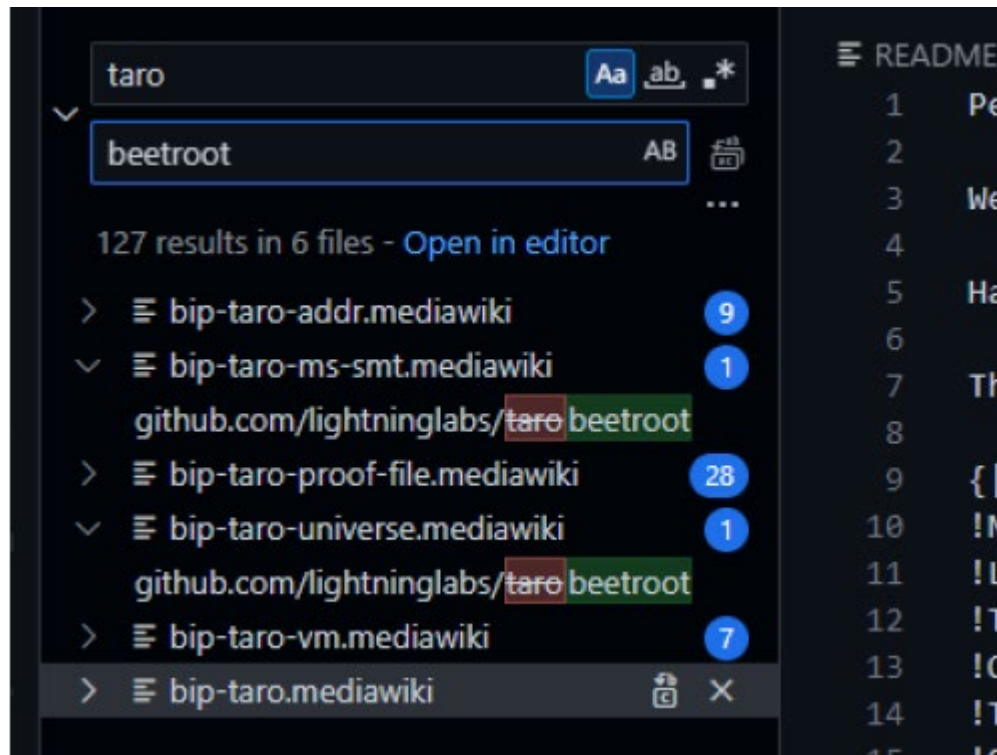 taro Aa ab .*
beetroot AB
...
127 results in 6 files - Open in editor
bip-taro-addr.mediawiki 9
bip-taro-ms-smt.mediawiki 1
github.com/lightninglabs/taro beetroot
bip-taro-proof-file.mediawiki 28
bip-taro-universe.mediawiki 1
github.com/lightninglabs/taro beetroot
bip-taro-vm.mediawiki 7
bip-taro.mediawiki
README
1 Pe
2
3 We
4
5 Ha
6
7 Th
8
9 {|
10
11 !L
12 !T
13
14 !T